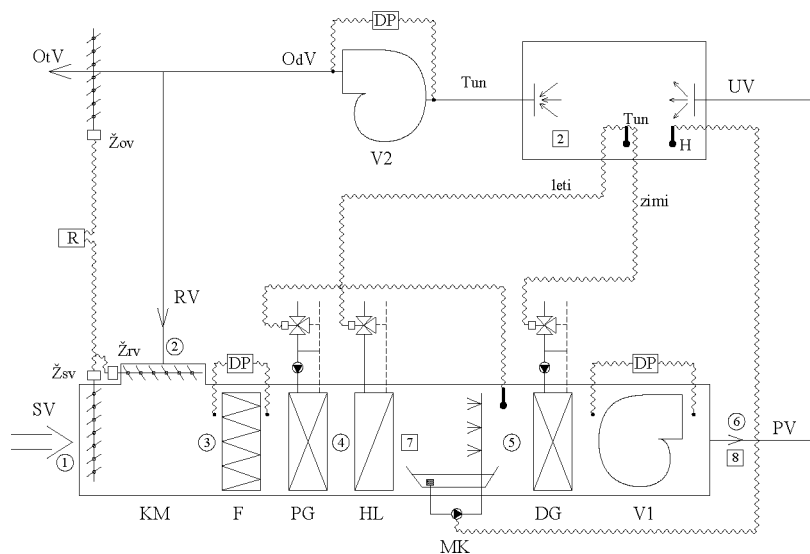 DP
OtV
OdV
Tun
UV
V2
2
Tun
H
Žov
leti
zimi
R
RV
2
Žrv
Žsv
DP
DP
SV
1
3
4
7
5
6
8
PV
KM
F
PG
HL
MK
DG
V1